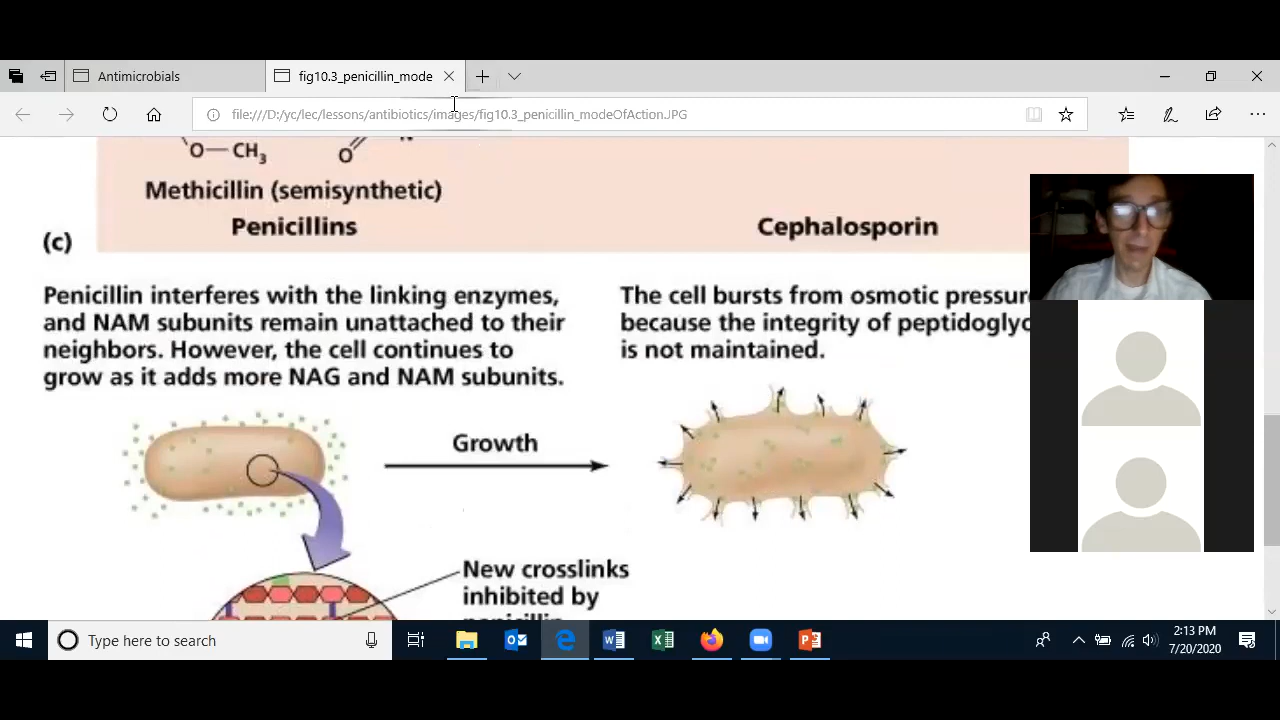 Antimicrobials
fig10.3_penicillin_mode
file:///D:/yc/lec/lessons/antibiotics/images/fig10.3_penicillin_modeOfAction.JPG
O—CH3
O
Methicillin (semisynthetic)
Penicillins
Cephalosporin
(c)
Penicillin interferes with the linking enzymes,
and NAM subunits remain unattached to their
neighbors. However, the cell continues to
grow as it adds more NAG and NAM subunits.
The cell bursts from osmotic pressure
because the integrity of peptidoglyc
is not maintained.
Growth
New crosslinks
inhibited by
Type here to search
2:13 PM
7/20/2020